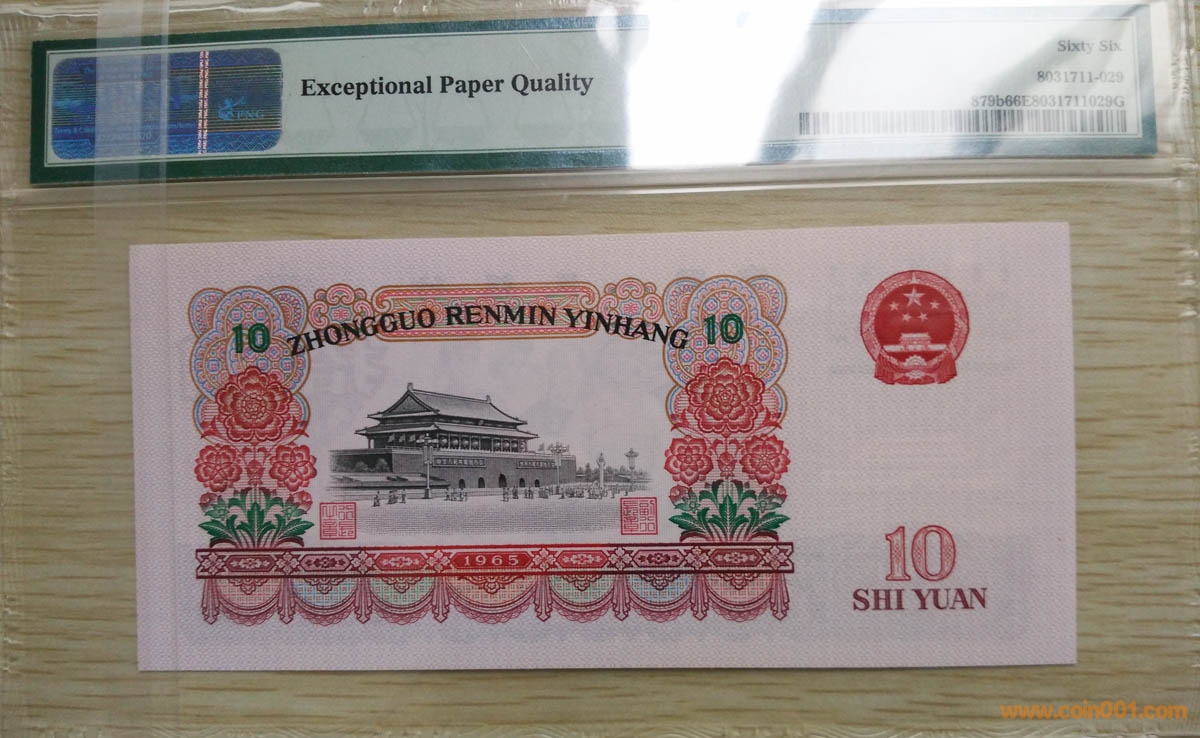 Sixty Six
Exceptional Paper Quality
8031711-029
879b66E8031711029G
ZHONGGUO RENMIN YINHANG
10
10
1965
10
SHI YUAN
www.coin001.com